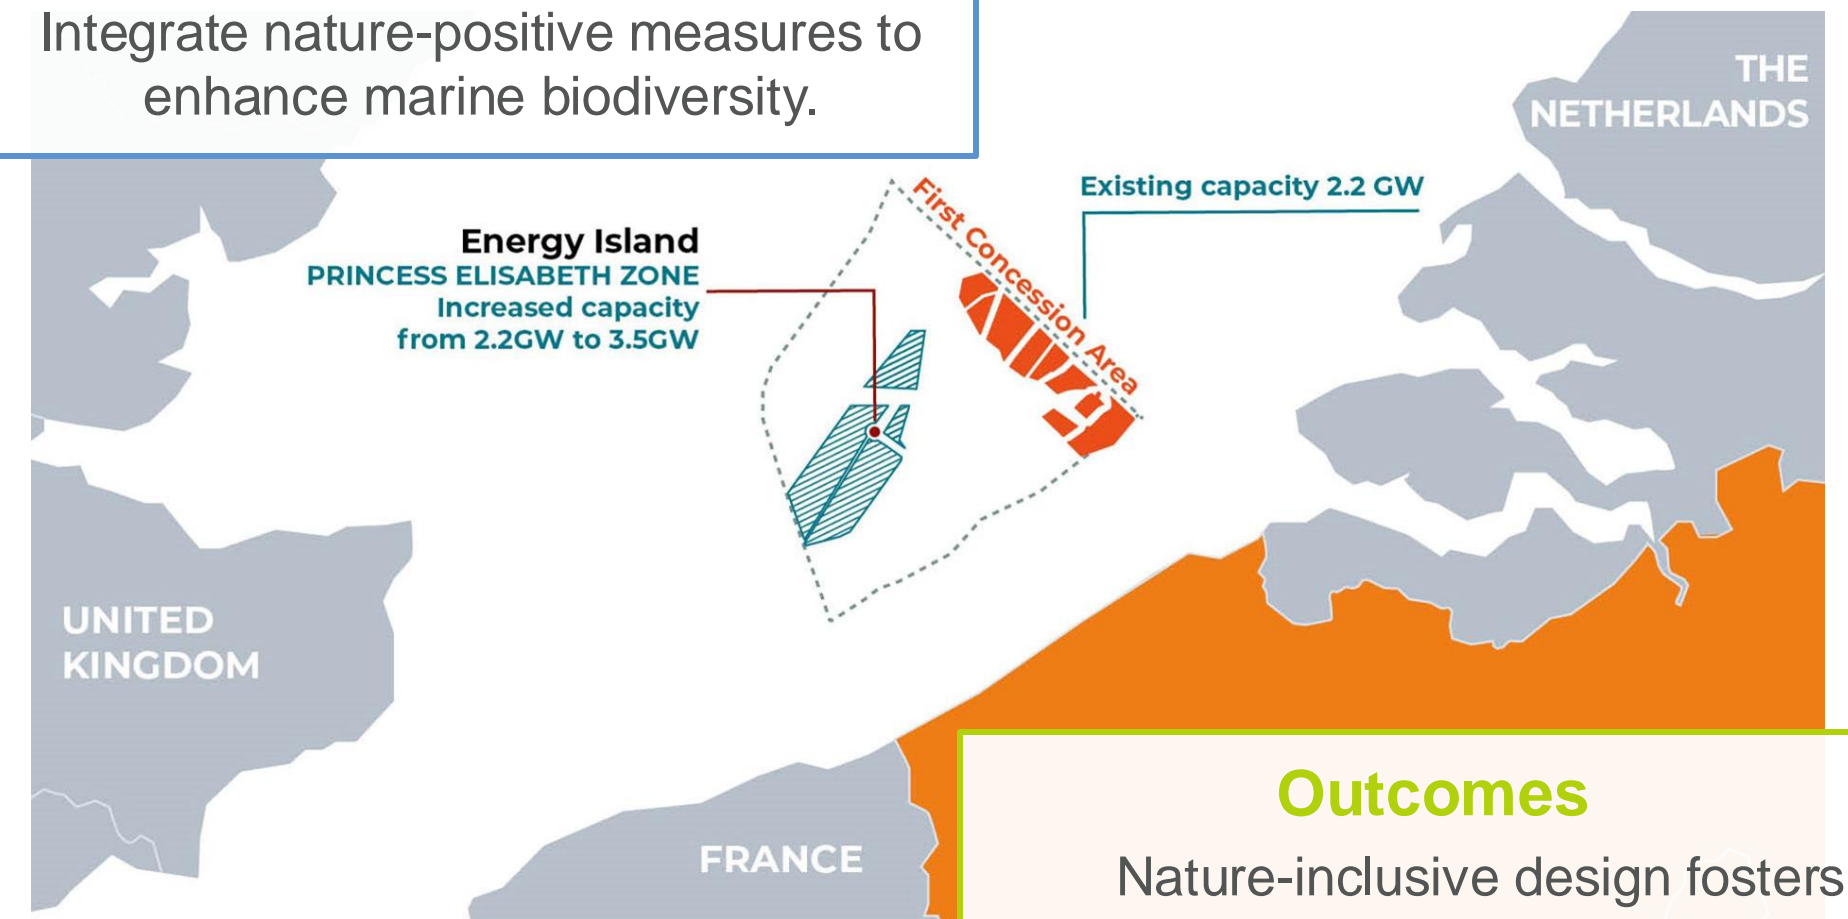 Integrate nature-positive measures to
enhance marine biodiversity.
THE
NETHERLANDS
Existing capacity 2.2 GW
First Concession Area
Energy Island
PRINCESS ELISABETH ZONE
Increased capacity
from 2.2GW to 3.5GW
UNITED
KINGDOM
FRANCE
Outcomes
Nature-inclusive design fosters